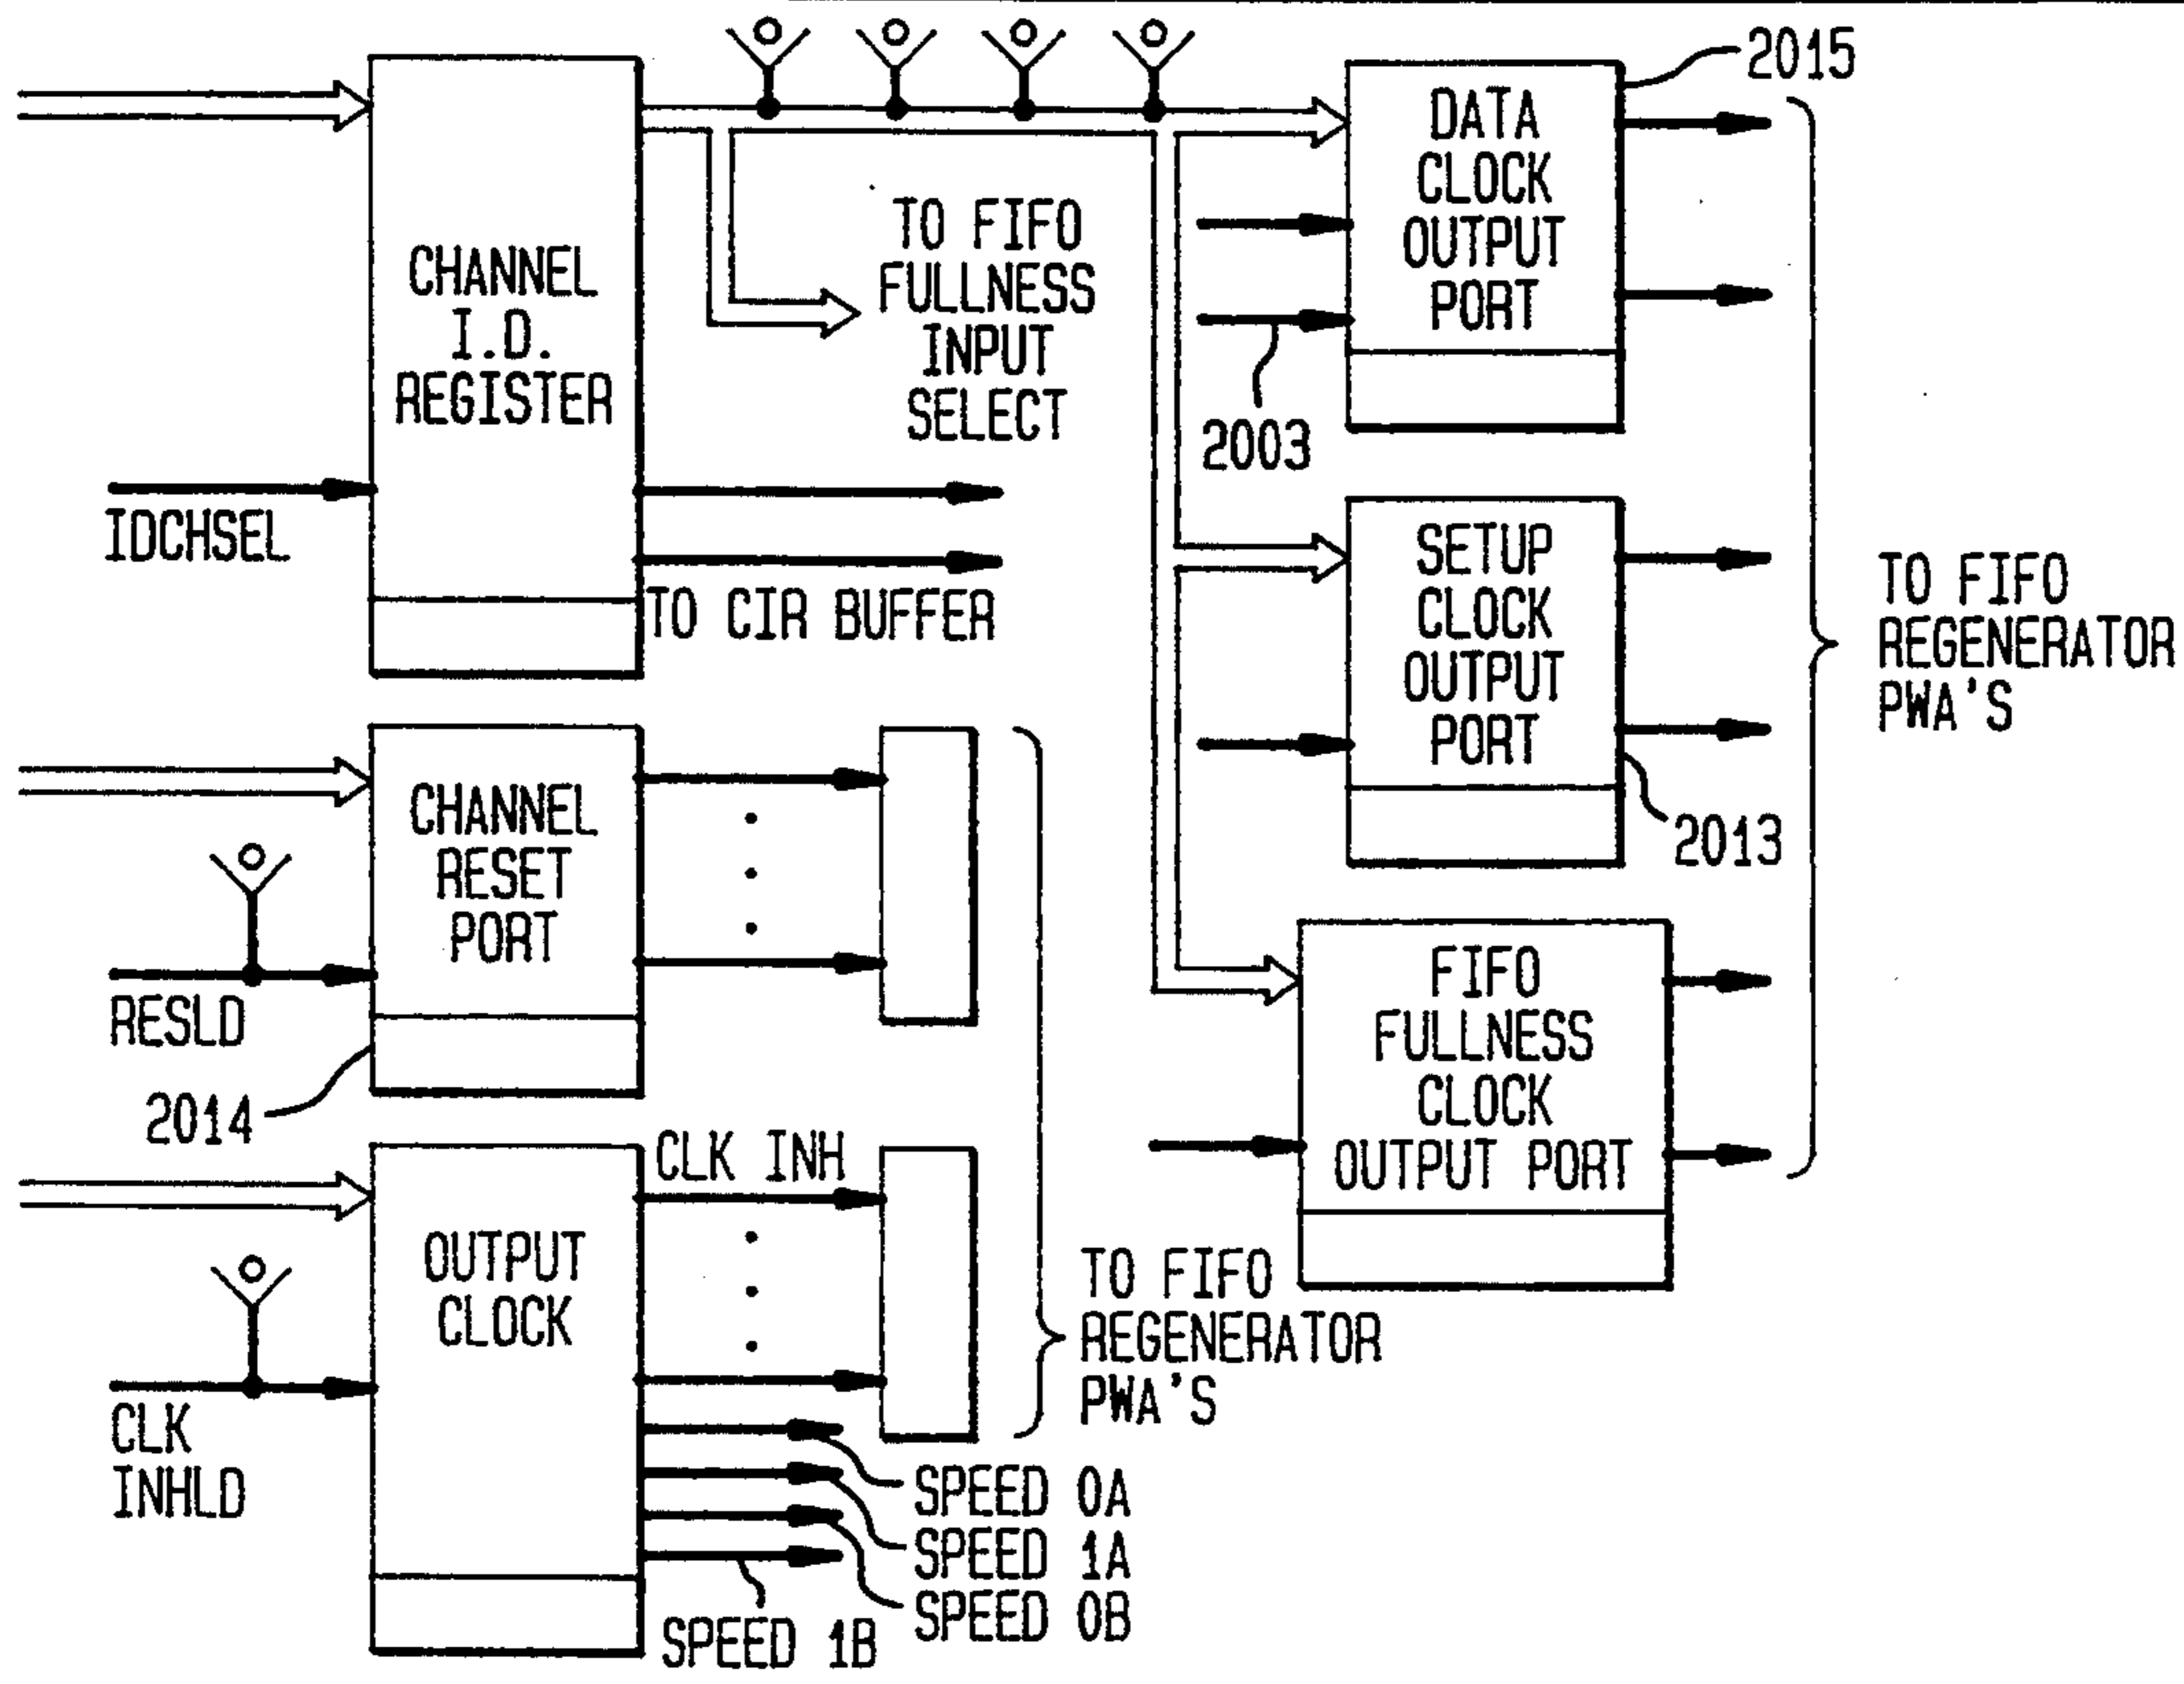 2015
DATA
CLOCK
OUTPUT
PORT
TO FIFO
FULLNESS
INPUT
SELECT
CHANNEL
I.D.
REGISTER
2003
IDCHSEL
TO CIR BUFFER
SETUP
CLOCK
OUTPUT
PORT
2013
TO FIFO
REGENERATOR
PWA'S
CHANNEL
RESET
PORT
RESLD
2014
FIFO
FULLNESS
CLOCK
OUTPUT PORT
CLK INH
OUTPUT
CLOCK
CLK
INHLD
TO FIFO
REGENERATOR
PWA'S
SPEED 0A
SPEED 1A
SPEED 0B
SPEED 1B